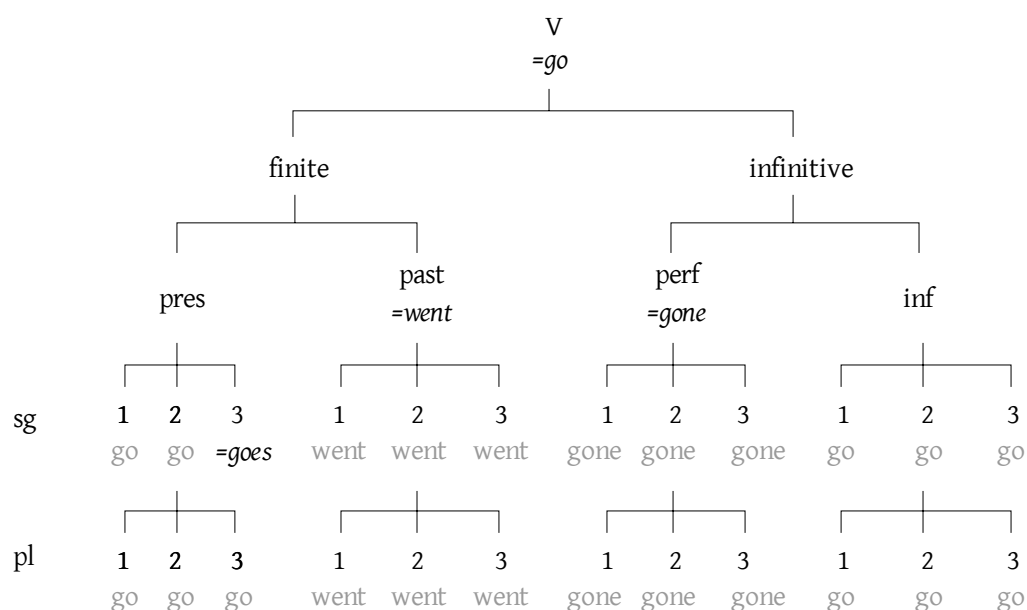 V
=go
finite infinitive
pres past perf inf
=went =gone
sg 1 2 3 1 2 3 1 2 3 1 2 3
go go =goes went went went gone gone gone go go go
pl 1 2 3 1 2 3 1 2 3 1 2 3
go go go went went went gone gone gone go go go